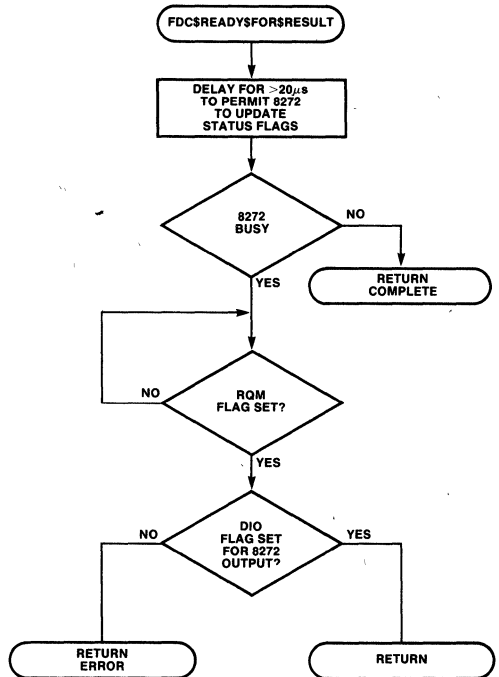 FDC$READY$FOR$RESULT
DELAY FOR >20μs
TO PERMIT 8272
TO UPDATE
STATUS FLAGS
8272
BUSY
NO
RETURN
COMPLETE
YES
NO
RQM
FLAG SET?
YES
NO
DIO
FLAG SET
FOR 8272
OUTPUT?
YES
RETURN
ERROR
RETURN